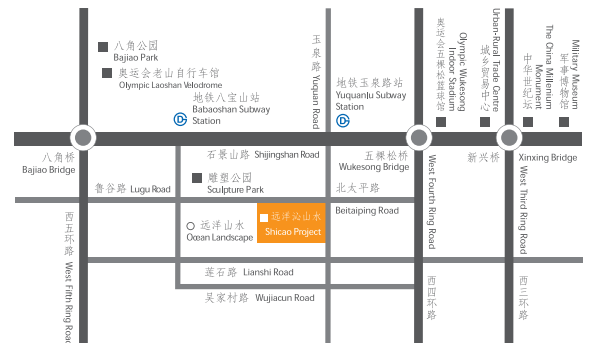 八角公园
Bajiao Park
奥运会老山自行车馆
Olympic Laoshan Velodrome
地铁八宝山站
Babaoshan Subway
Station
玉泉路 Yuquan Road
地铁玉泉路站
YuquanJu Subway
Station
奥运会五棵松篮球馆
Olympic Wukesong
Indoor Stadium
城乡贸易中心
Urban-Rural Trade Centre
中华世纪坛
The China Millenium
Monument
军事博物馆
Military Museum
八角桥
Bajiao Bridge
石景山路 Shijingshan Road
五棵松桥
Wukesong Bridge
新兴桥
Xinxing Bridge
鲁谷路 Lugu Road
雕塑公园
Sculpture Park
北太平路
Beitaiping Road
西五环路 West Fifth Ring Road
远洋山水
Ocean Landscape
远洋公山水
Shicao Project
West Fourth Ring Road
西四环路
West Third Ring Road
西三环路
莲石路 Lianshi Road
吴家村路 Wujiacun Road